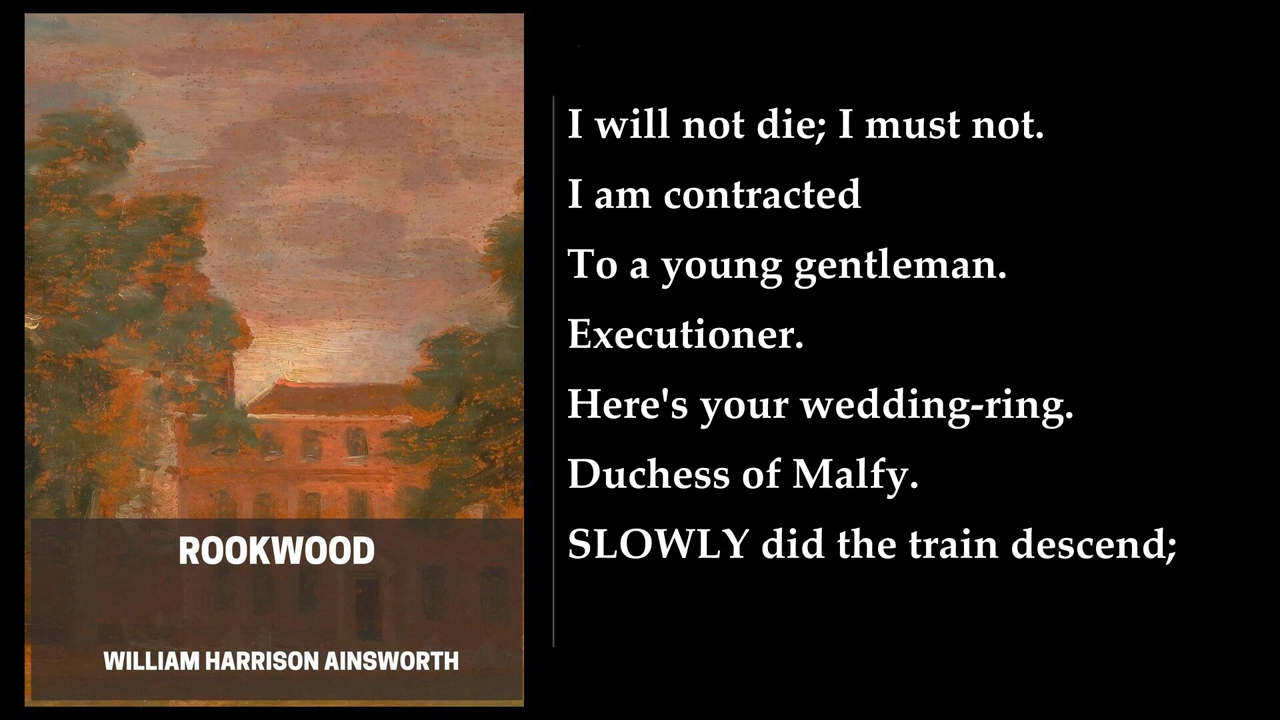 ROOKWOOD
WILLIAM HARRISON AINSWORTH
I will not die; I must not.
I am contracted
To a young gentleman.
Executioner.
Here's your wedding-ring.
Duchess of Malfy.
SLOWLY did the train descend;